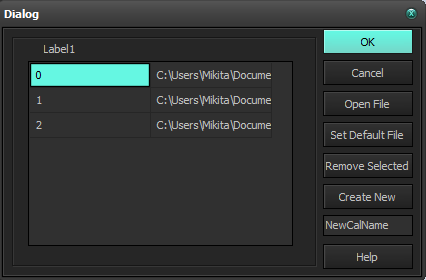 Dialog
Label1
0 C:\Users\Mikita\Docume
1 C:\Users\Mikita\Docume
2 C:\Users\Mikita\Docume
OK
Cancel
Open File
Set Default File
Remove Selected
Create New
NewCalName
Help